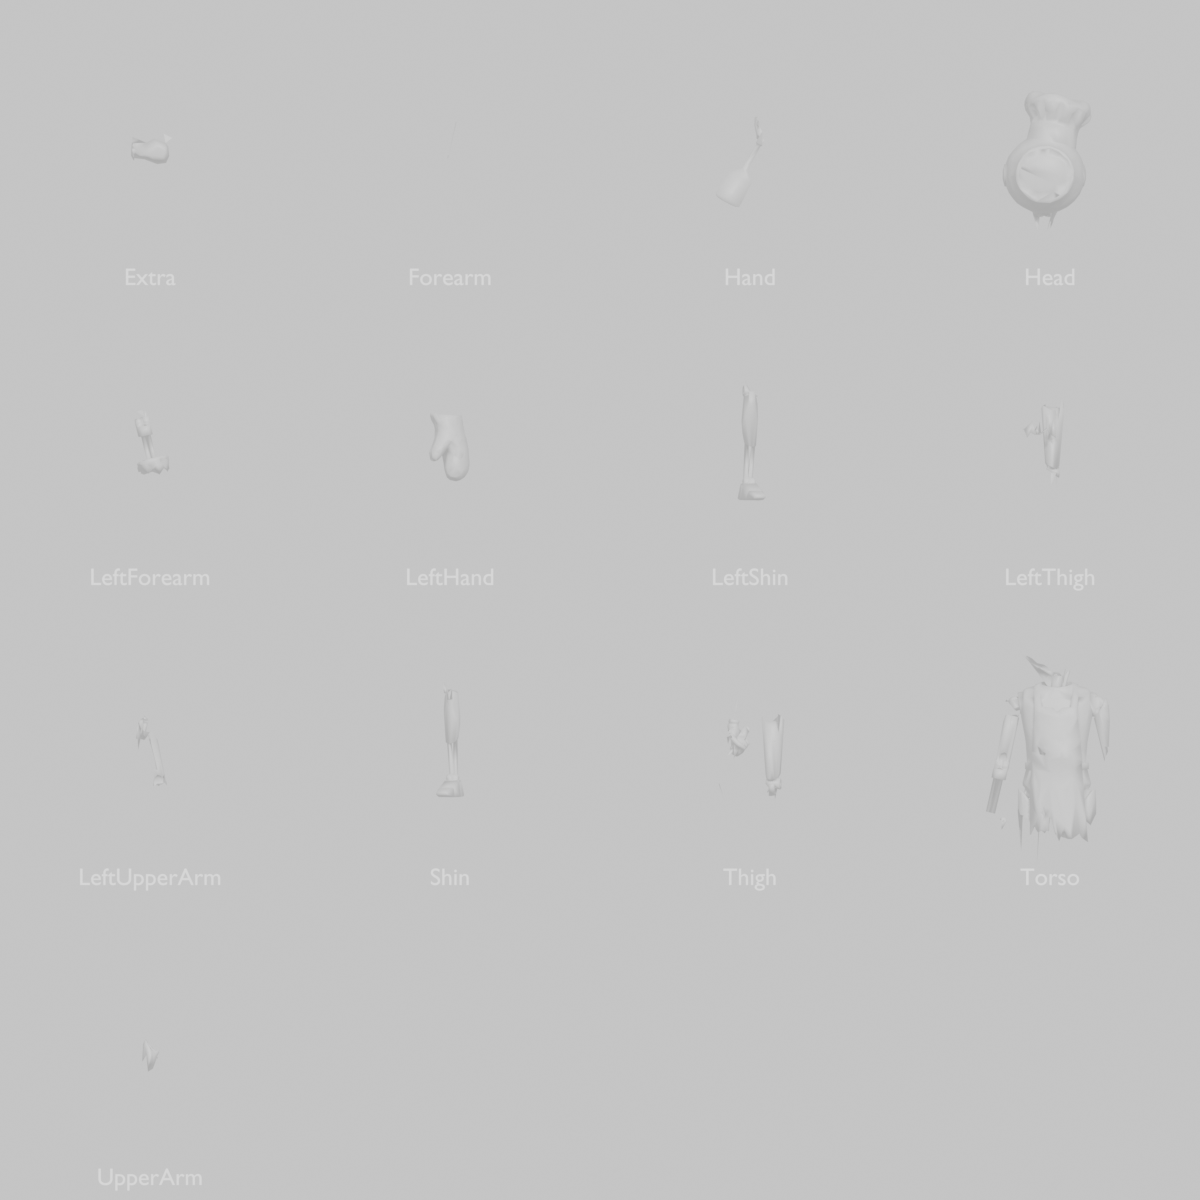 Extra
Forearm
Hand
Head
LeftForearm
LeftHand
LeftShin
LeftThigh
LeftUpperArm
Shin
Thigh
Torso
UpperArm